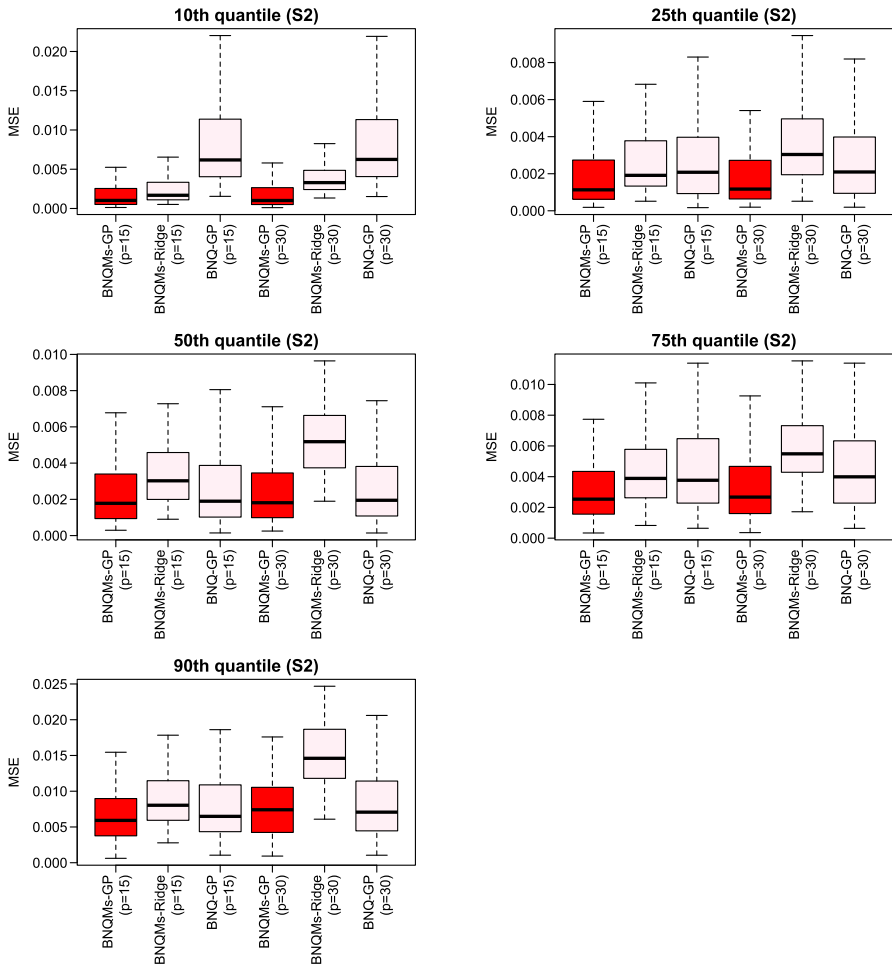 10th quantile (S2)
MSE
0.020
0.015
0.010
0.005
0.000
BNQMs-GP
(p=15)
BNQMs-Ridge
(p=15)
BNQ-GP
(p=15)
BNQMs-GP
(p=30)
BNQMs-Ridge
(p=30)
BNQ-GP
(p=30)
25th quantile (S2)
MSE
0.008
0.006
0.004
0.002
0.000
BNQMs-GP
(p=15)
BNQMs-Ridge
(p=15)
BNQ-GP
(p=15)
BNQMs-GP
(p=30)
BNQMs-Ridge
(p=30)
BNQ-GP
(p=30)
50th quantile (S2)
MSE
0.010
0.008
0.006
0.004
0.002
0.000
BNQMs-GP
(p=15)
BNQMs-Ridge
(p=15)
BNQ-GP
(p=15)
BNQMs-GP
(p=30)
BNQMs-Ridge
(p=30)
BNQ-GP
(p=30)
75th quantile (S2)
MSE
0.010
0.008
0.006
0.004
0.002
0.000
BNQMs-GP
(p=15)
BNQMs-Ridge
(p=15)
BNQ-GP
(p=15)
BNQMs-GP
(p=30)
BNQMs-Ridge
(p=30)
BNQ-GP
(p=30)
90th quantile (S2)
MSE
0.025
0.020
0.015
0.010
0.005
0.000
BNQMs-GP
(p=15)
BNQMs-Ridge
(p=15)
BNQ-GP
(p=15)
BNQMs-GP
(p=30)
BNQMs-Ridge
(p=30)
BNQ-GP
(p=30)